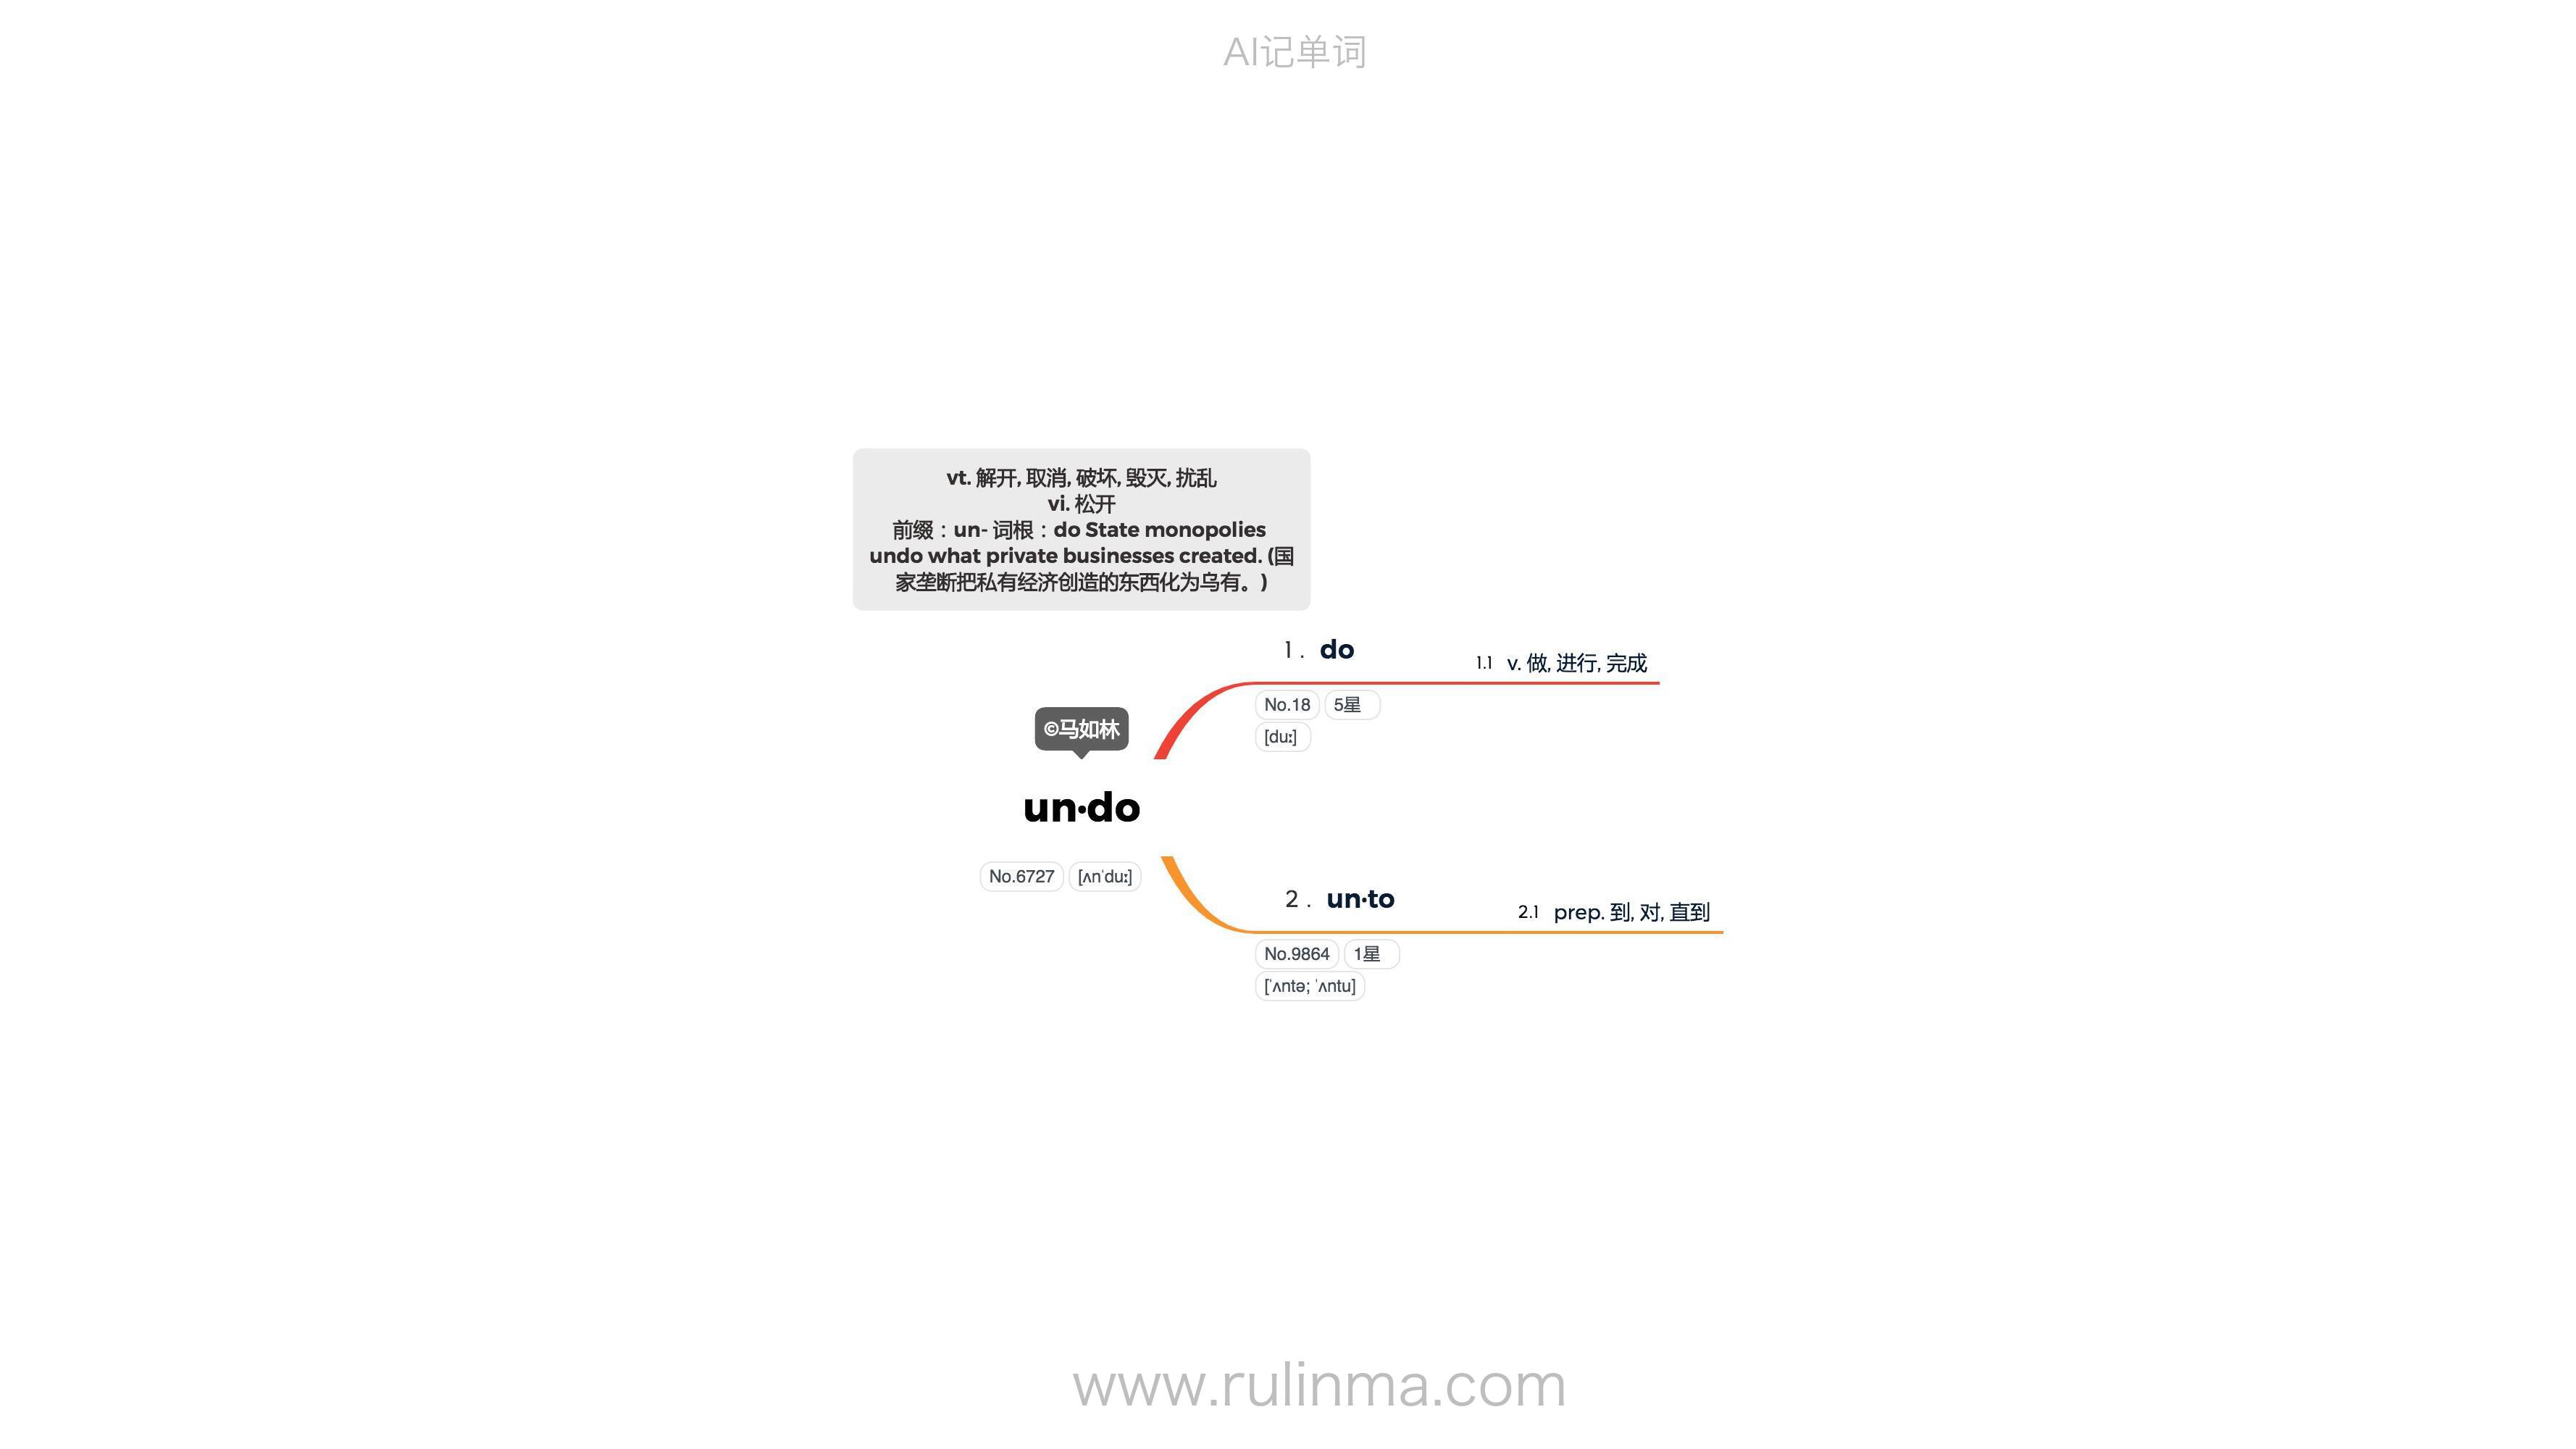 AI记单词
vt. 解开, 取消, 破坏, 毁灭, 扰乱
vi. 松开
前缀：un- 词根：do State monopolies
undo what private businesses created. (国
家垄断把私有经济创造的东西化为乌有。)
1. do
1.1 v. 做, 进行, 完成
No.18 5星
[duː]
©马如林
un·do
No.6727 [ʌnˈduː]
2. un·to
2.1 prep. 到, 对, 直到
No.9864 1星
[ˈʌntə; ˈʌntu]
www.rulinma.com